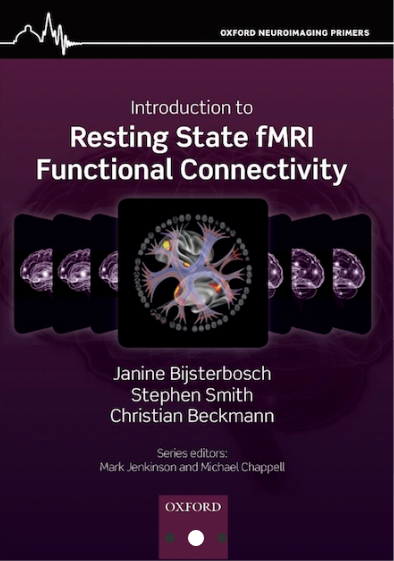 OXFORD NEUROIMAGING PRIMERS
Introduction to
Resting State fMRI
Functional Connectivity
Janine Bijsterbosch
Stephen Smith
Christian Beckmann
Series editors:
Mark Jenkinson and Michael Chappell
OXFORD